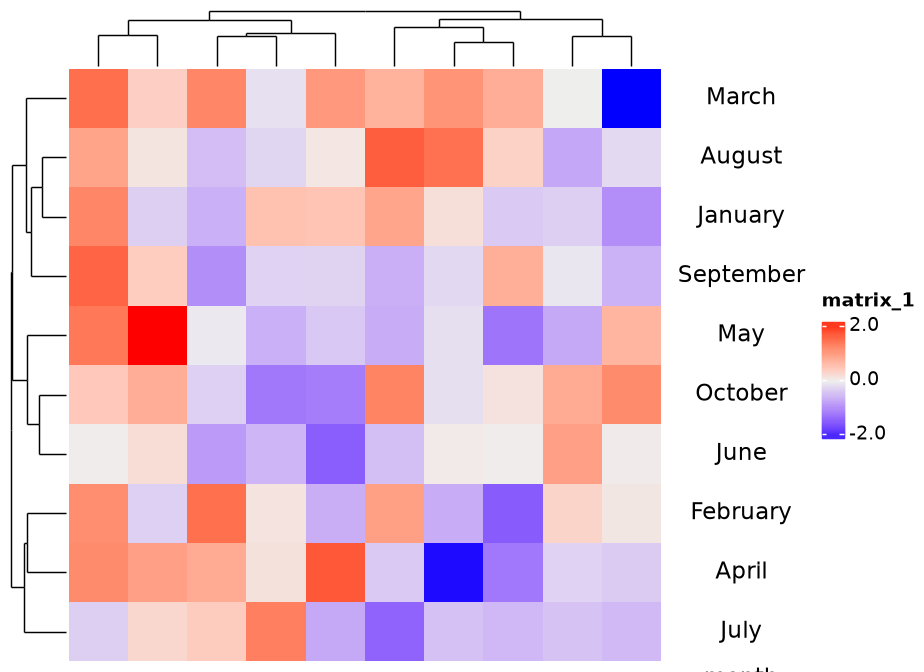 March
August
January
September
May
October
June
February
April
July
matrix_1
2.0
0.0
-2.0